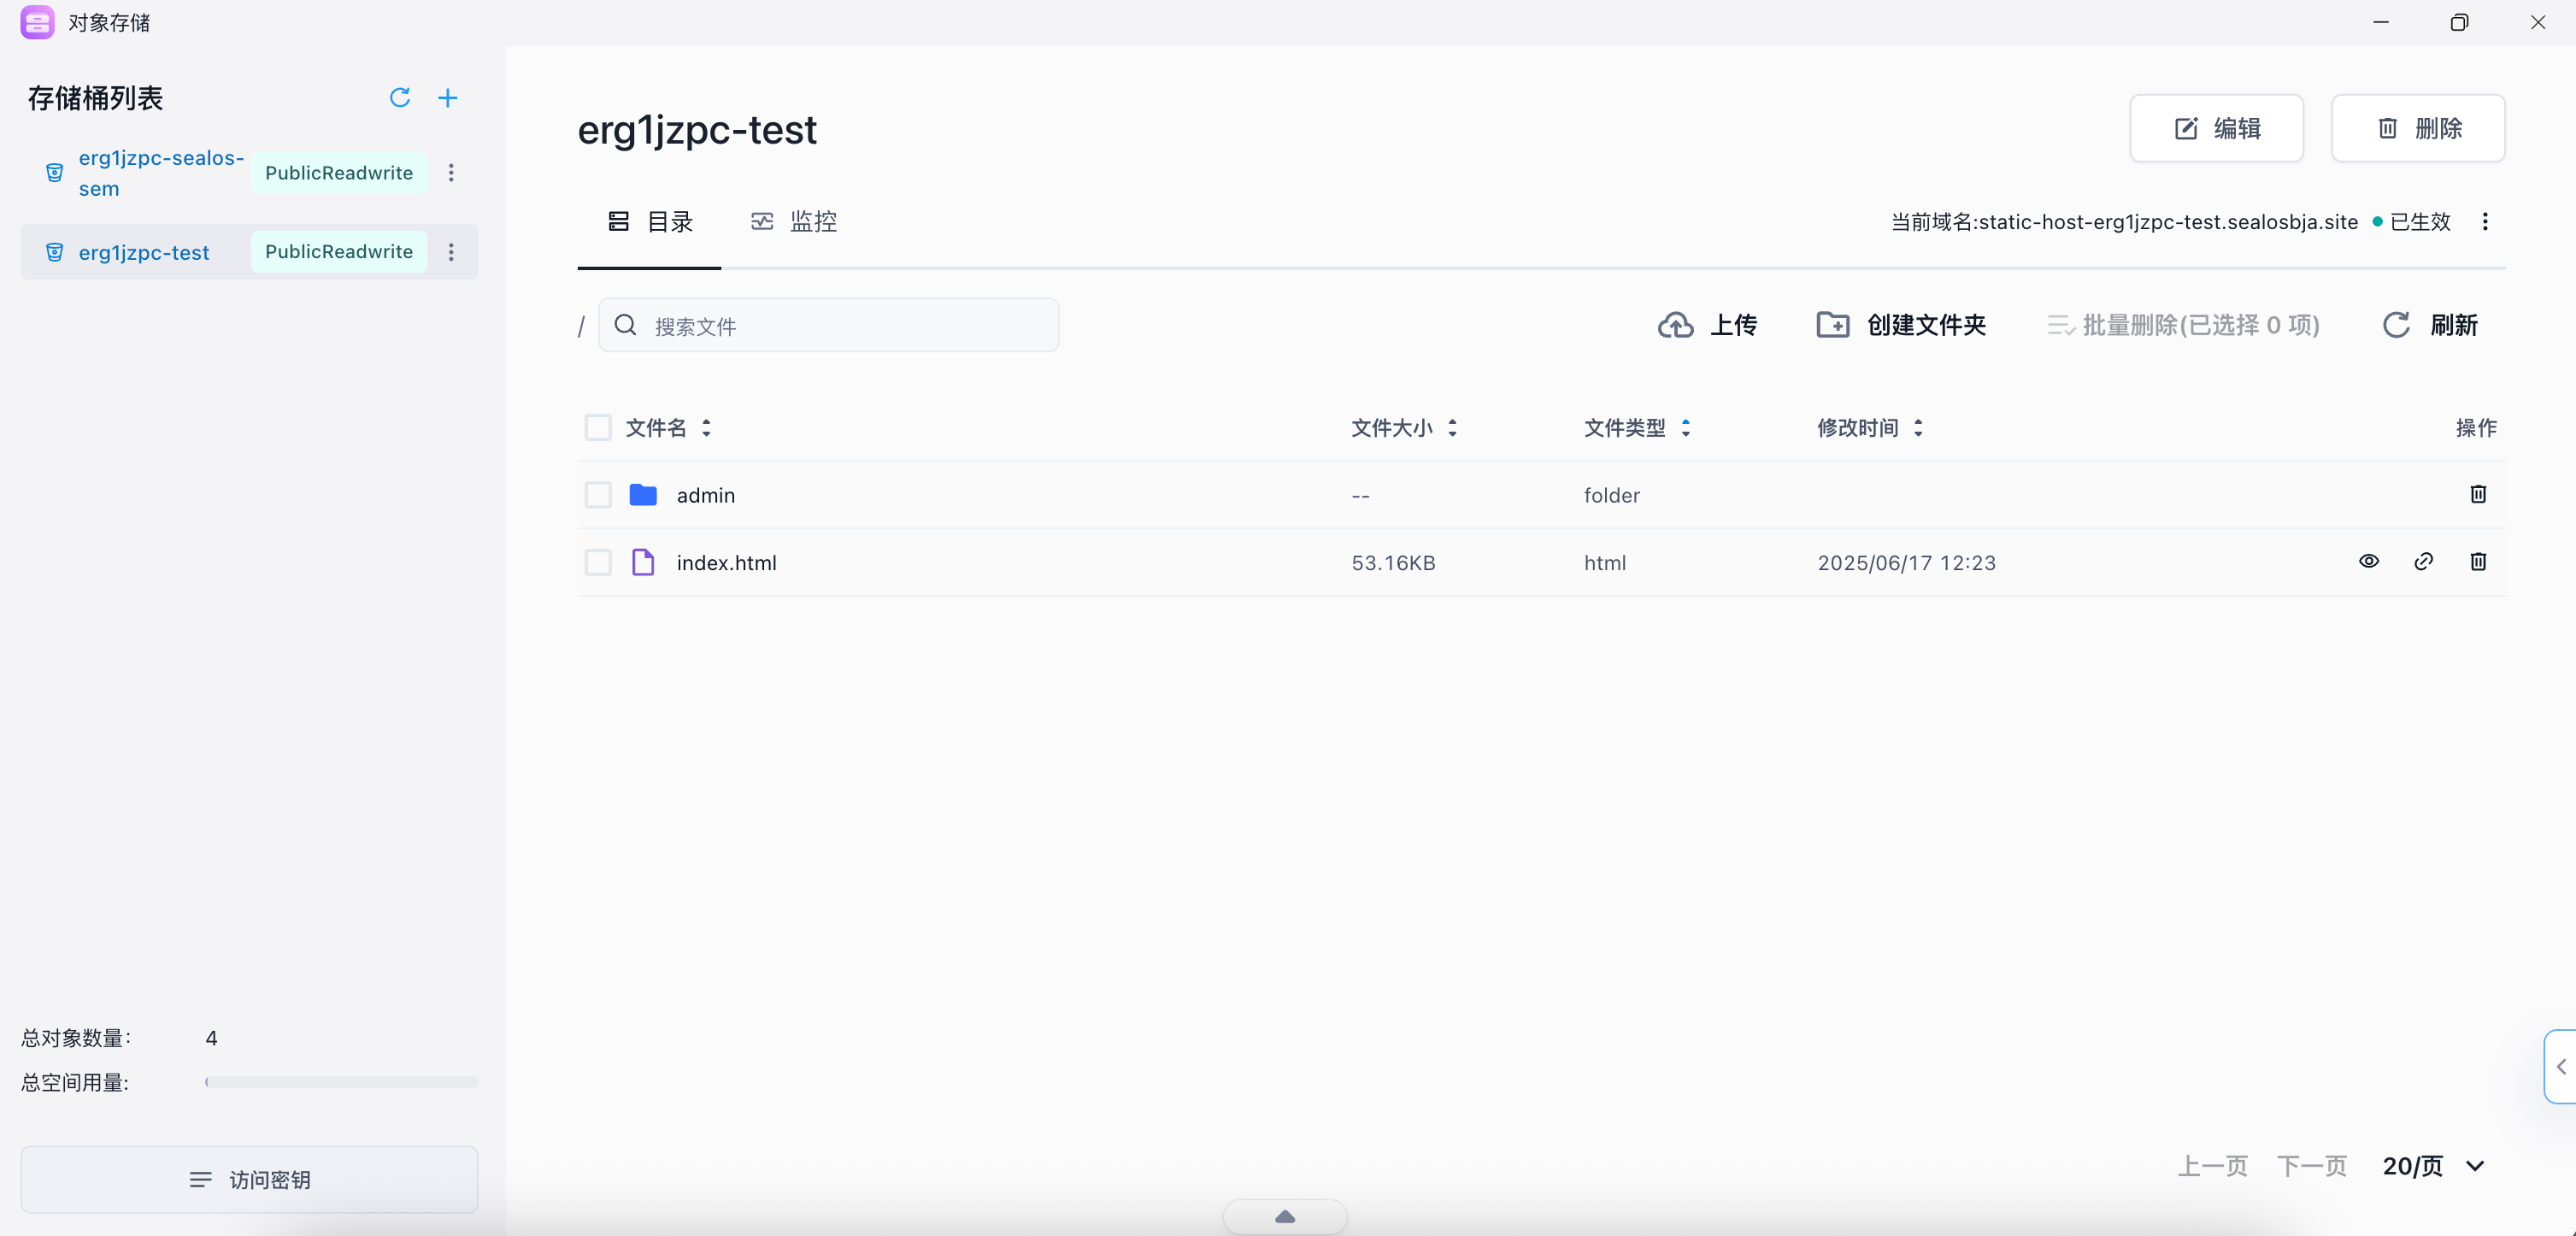 对象存储
存储桶列表
erg1jzpc-sealos-
sem
PublicReadwrite
erg1jzpc-test
PublicReadwrite
总对象数量：
4
总空间用量:
访问密钥
erg1jzpc-test
编辑
删除
目录
监控
当前域名:static-host-erg1jzpc-test.sealosbja.site
已生效
/
搜索文件
上传
创建文件夹
批量删除(已选择 0 项)
刷新
文件名
文件大小
文件类型
修改时间
操作
admin
--
folder
index.html
53.16KB
html
2025/06/17 12:23
上一页
下一页
20/页